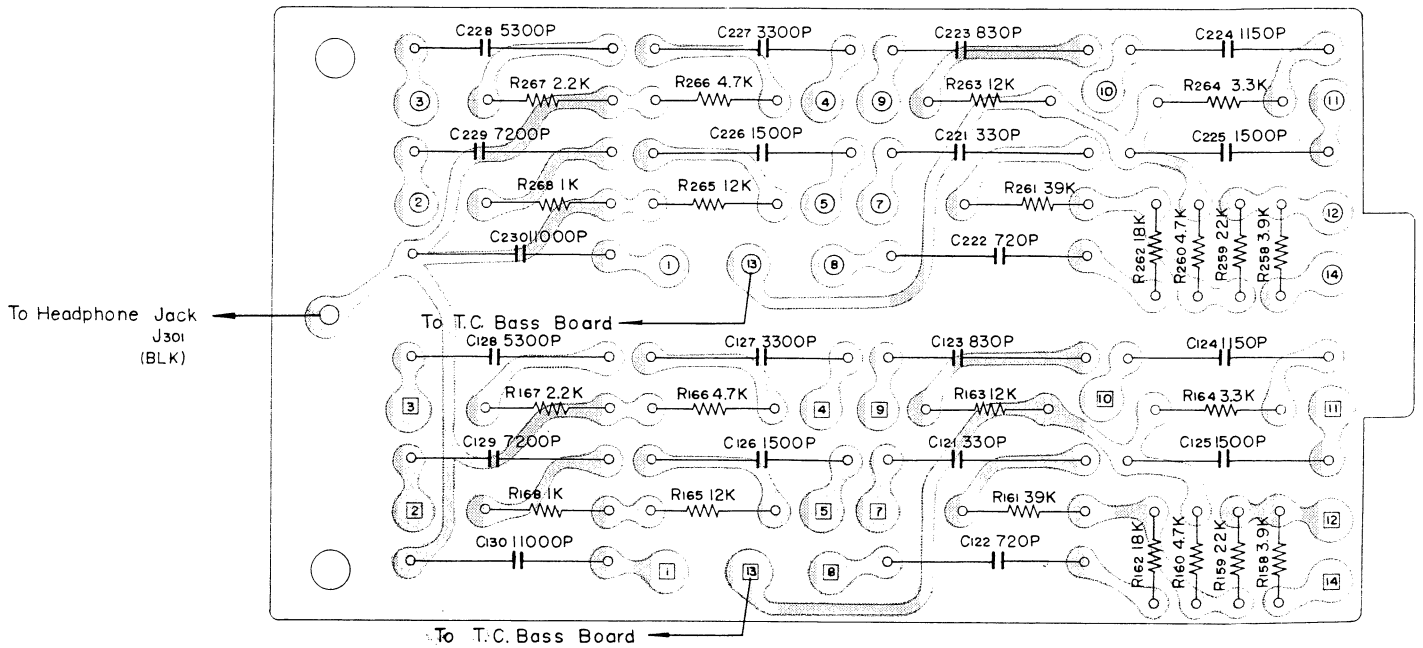 C228 5300P C227 3300P C223 830P C224 1150P
R267 2.2K R266 4.7K R263 12K R264 3.3K
3 4 9 10 11
C229 7200P C226 1500P C221 330P C225 1500P
R268 1K R265 12K R261 39K
2 5 7 12
R262 18K R260 4.7K R259 22K R258 3.9K
C230 11000P C222 720P
1 13 8 14
To Headphone Jack
J301
(BLK)
To T.C. Bass Board
C128 5300P C127 3300P C123 830P C124 1150P
R167 2.2K R166 4.7K R163 12K R164 3.3K
3 4 9 10 11
C129 7200P C126 1500P C121 330P C125 1500P
R168 1K R165 12K R161 39K
2 5 7 12
R162 18K R160 4.7K R159 22K R158 3.9K
C130 11000P C122 720P
1 13 8 14
To T.C. Bass Board